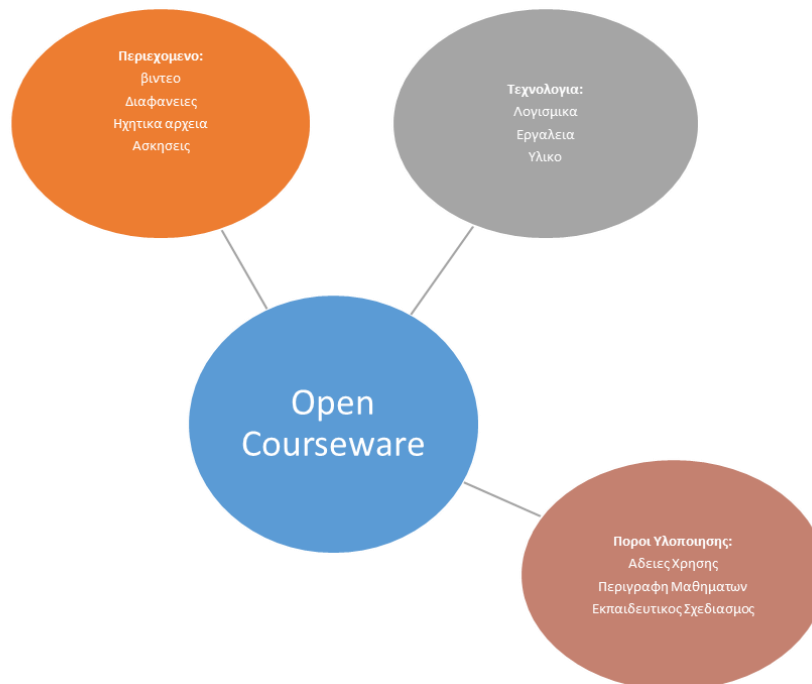 Περιεχομενο:
βιντεο
Διαφανειες
Ηχητικα αρχεια
Ασκησεις
Τεχνολογια:
Λογισμικα
Εργαλεια
Υλικο
Open
Courseware
Ποροι Υλοποιησης:
Αδειες Χρησης
Περιγραφη Μαθηματων
Εκπαιδευτικος Σχεδιασμος